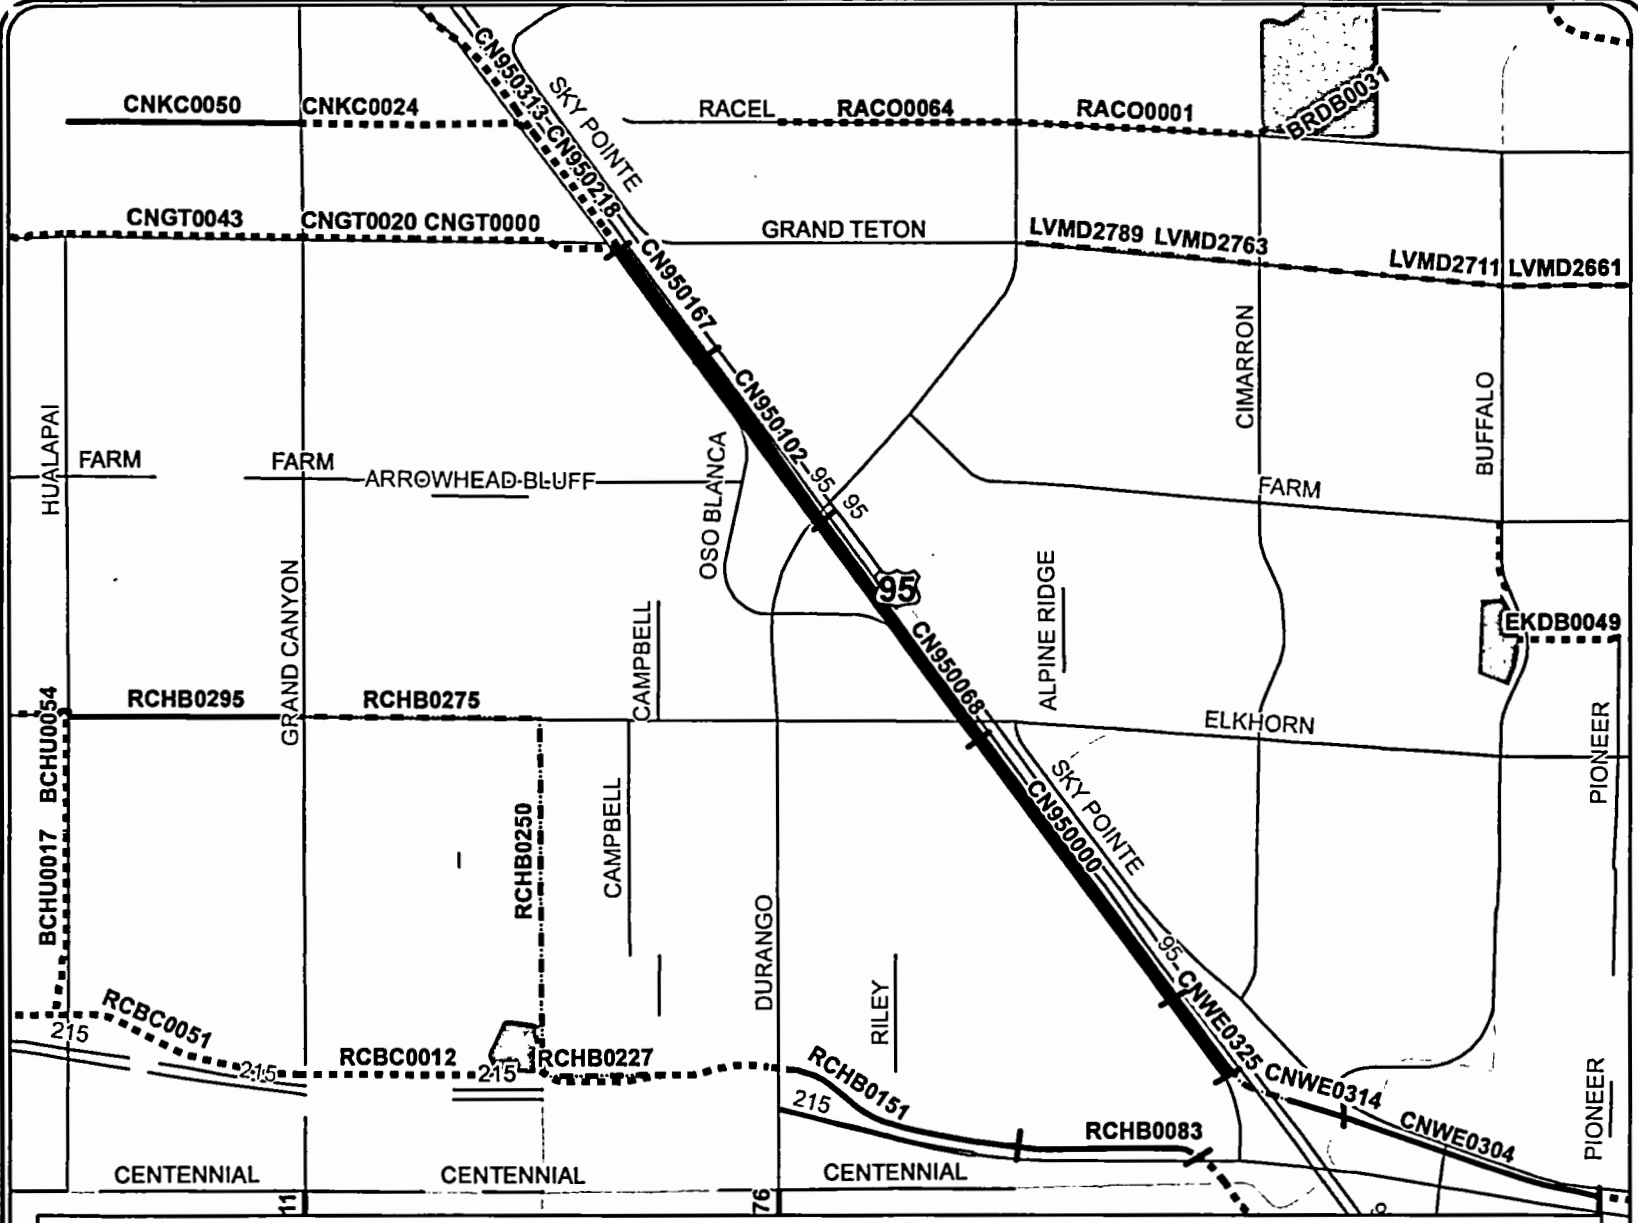 CNKC0050
CNKC0024
CN950313
CN950218
SKY POINTE
RACEL
RACO0064
RACO0001
BRDB0031
CNGT0043
CNGT0020
CNGT0000
CN950167
GRAND TETON
LVMD2789
LVMD2763
LVMD2711
LVMD2661
HUALAPAI
FARM
FARM
ARROWHEAD BLUFF
OSO BLANCA
CN950102
95
95
CIMARRON
BUFFALO
FARM
95
GRAND CANYON
CAMPBELL
CN950068
ALPINE RIDGE
EKDB0049
BCHU0054
RCHB0295
RCHB0275
ELKHORN
PIONEER
BCHU0017
RCHB0250
CAMPBELL
SKY POINTE
CN950000
DURANGO
RILEY
95
CNWE0325
RCBC0051
215
215
RCBC0012
215
RCHB0227
RCHB0151
215
CNWE0314
CNWE0304
RCHB0083
PIONEER
CENTENNIAL
CENTENNIAL
CENTENNIAL
11
76